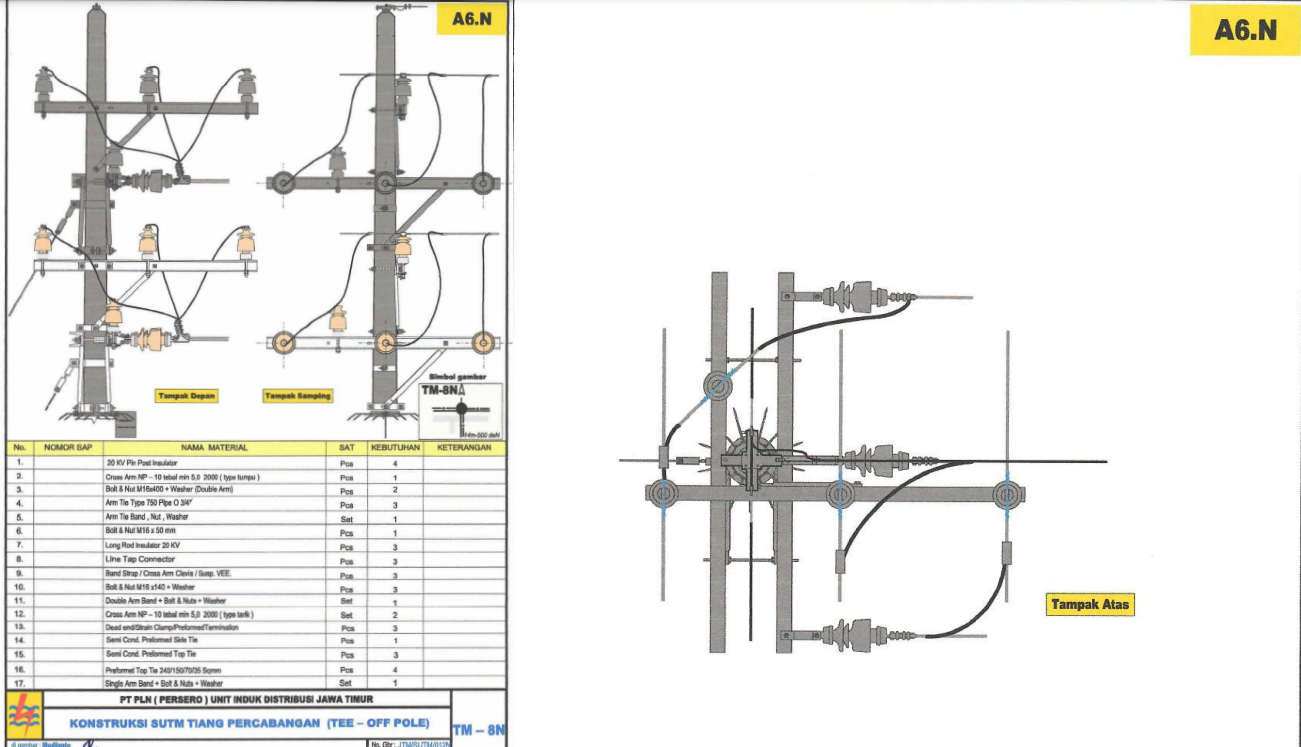 A6.N
Tampak Depan
Tampak Samping
Simbol gambar
TM-8NA
14m-500 daN
No. NOMOR SAP NAMA MATERIAL SAT KEBUTUHAN KETERANGAN
1. 20 KV Pin Post Insulator Pcs 4
2. Cross Arm NP – 10 tebal min 5,0 2000 ( type tumpu ) Pcs 1
3. Bolt & Nut M16x400 + Washer (Double Arm) Pcs 2
4. Arm Tie Type 750 Pipe O 3/4" Pcs 3
5. Arm Tie Band , Nut , Washer Set 1
6. Bolt & Nut M16 x 50 mm Pcs 1
7. Long Rod Insulator 20 KV Pcs 3
8. Line Tap Connector Pcs 3
9. Band Strap / Cross Arm Clevis / Susp. VEE. Pcs 3
10. Bolt & Nut M16 x140 + Washer Pcs 3
11. Double Arm Band + Bolt & Nuts + Washer Set 1
12. Cross Arm NP – 10 tebal min 5,0 2000 ( type tarik ) Set 2
13. Dead end/Strain Clamp/Preformed Termination Pcs 3
14. Semi Cond. Preformed Side Tie Pcs 1
15. Semi Cond. Preformed Top Tie Pcs 3
16. Preformet Top Tie 240/150/70/35 Sqmm Pcs 4
17. Single Arm Band + Bolt & Nuts + Washer Set 1
PT PLN ( PERSERO ) UNIT INDUK DISTRIBUSI JAWA TIMUR
KONSTRUKSI SUTM TIANG PERCABANGAN (TEE – OFF POLE)
TM – 8N
di gambar : Mudianto
No. Gbr : JTM/SUTM/012N
A6.N
Tampak Atas